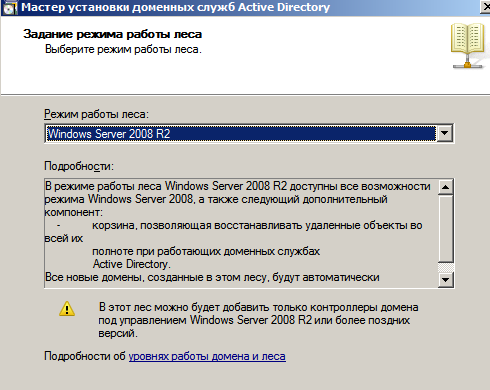 Мастер установки доменных служб Active Directory
Задание режима работы леса
Выберите режим работы леса.
Режим работы леса:
Windows Server 2008 R2
Подробности:
В режиме работы леса Windows Server 2008 R2 доступны все возможности
режима Windows Server 2008, а также следующий дополнительный
компонент:
- корзина, позволяющая восстанавливать удаленные объекты во
всей их
полноте при работающих доменных службах
Active Directory.
Все новые домены, созданные в этом лесу, будут автоматически
В этот лес можно будет добавить только контроллеры домена
под управлением Windows Server 2008 R2 или более поздних
версий.
Подробности об уровнях работы домена и леса